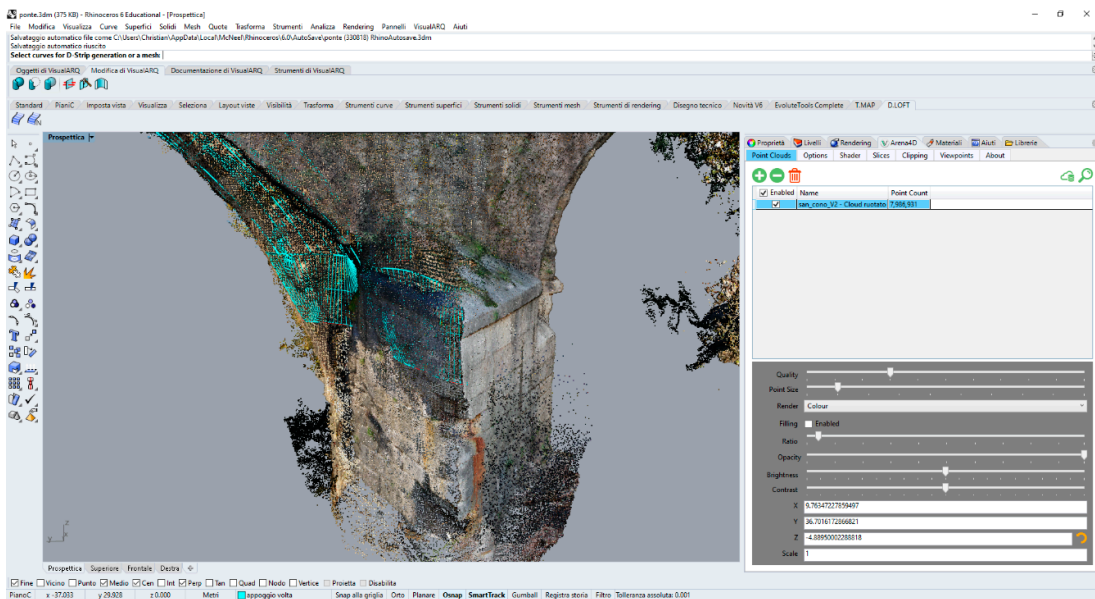 ponte.3dm (375 KB) - Rhinoceros 6 Educational - [Prospettica]
File Modifica Visualizza Curve Superfici Solidi Mesh Quote Trasforma Strumenti Analizza Rendering Pannelli VisualARQ Aiuti
Salvataggio automatico file come C:\Users\Christian\AppData\Local\McNeel\Rhinoceros\6.0\AutoSave\ponte (330818) RhinoAutosave.3dm
Salvataggio automatico riuscito
Select curves for D-Strip generation or a mesh:
Oggetti di VisualARQ Modifica di VisualARQ Documentazione di VisualARQ Strumenti di VisualARQ
Standard PianiC Imposta vista Visualizza Seleziona Layout viste Visibilità Trasforma Strumenti curve Strumenti superfici Strumenti solidi Strumenti mesh Strumenti di rendering Disegno tecnico Novità V6 EvoluteTools Complete T.MAP D.LOFT
Prospettica
Proprietà Livelli Rendering Arena4D Materiali Aiuti Librerie
Point Clouds Options Shader Slices Clipping Viewpoints About
Enabled Name Point Count
san_cono_V2 - Cloud ruotato 7,986,931
Quality
Point Size
Render Colour
Filling Enabled
Ratio
Opacity
Brightness
Contrast
X 9,76347227859497
Y 36,7016172866821
Z -4,88950002288818
Scale 1
z
y x
Prospettica Superiore Frontale Destra
Fine Vicino Punto Medio Cen Int Perp Tan Quad Nodo Vertice Proietta Disabilita
PianoC x -37.033 y 29.928 z 0.000 Metri appoggio volta Snap alla griglia Orto Planare Osnap SmartTrack Gumball Registra storia Filtro Tolleranza assoluta: 0.001